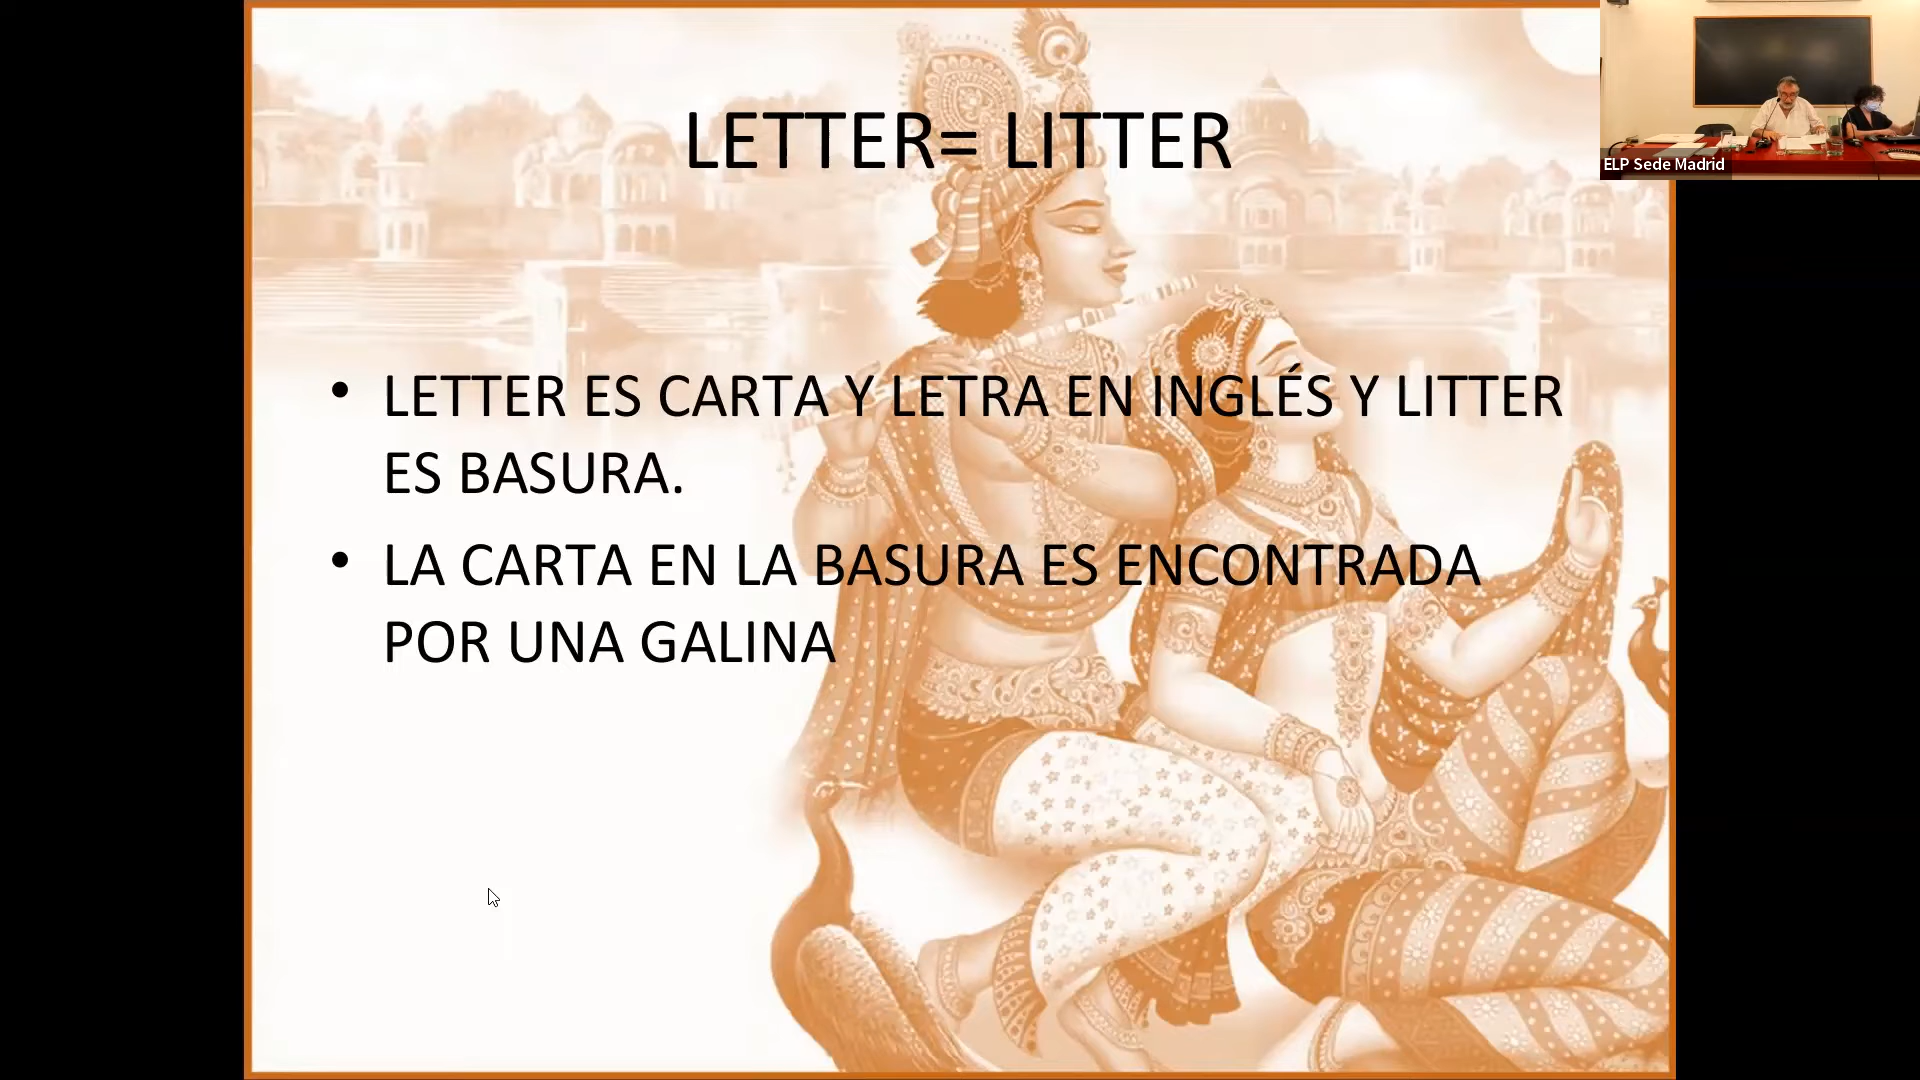 LETTER= LITTER
ELP Sede Madrid
• LETTER ES CARTA Y LETRA EN INGLÉS Y LITTER
ES BASURA.
• LA CARTA EN LA BASURA ES ENCONTRADA
POR UNA GALINA